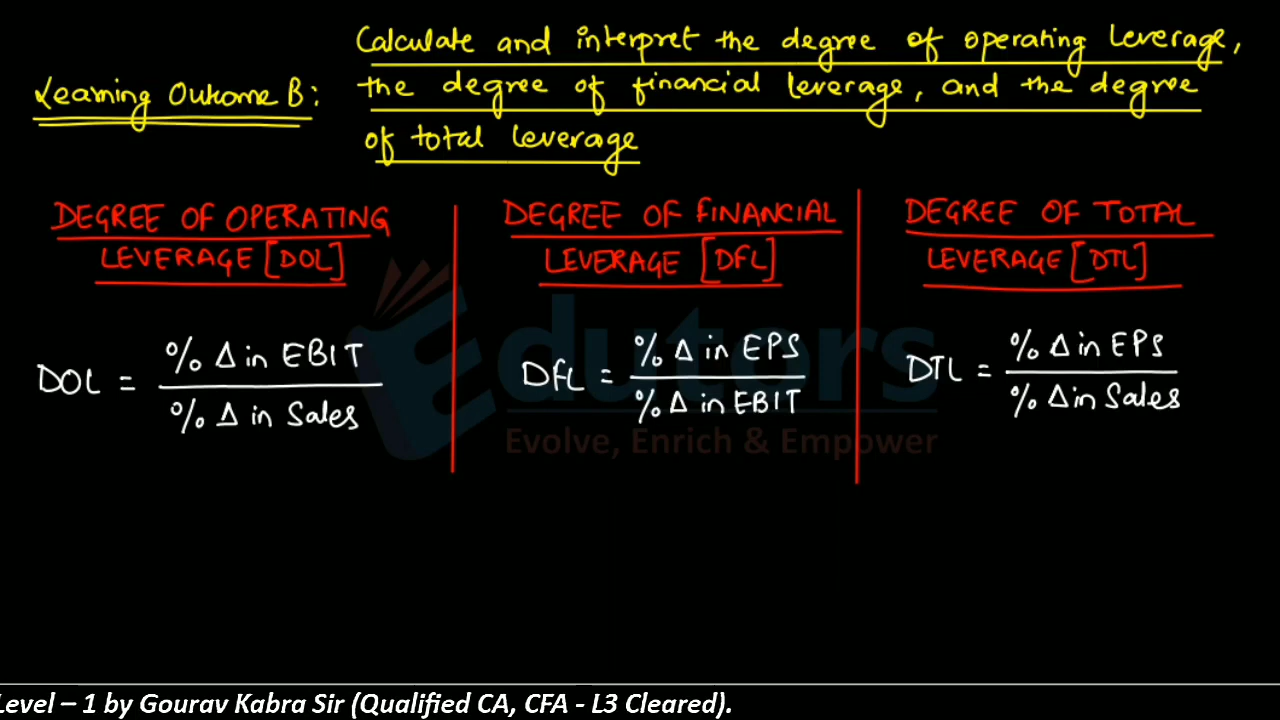 Calculate and interpret the degree of operating leverage,
Learning Outcome B: the degree of financial leverage, and the degree
of total leverage
DEGREE OF OPERATING
LEVERAGE [DOL]
DOL = % Δ in EBIT
% Δ in Sales
DEGREE OF FINANCIAL
LEVERAGE [DFL]
DFL = % Δ in EPS
% Δ in EBIT
DEGREE OF TOTAL
LEVERAGE [DTL]
DTL = % Δ in EPS
% Δ in Sales
Edutors
Evolve, Enrich & Empower
Level – 1 by Gourav Kabra Sir (Qualified CA, CFA - L3 Cleared).